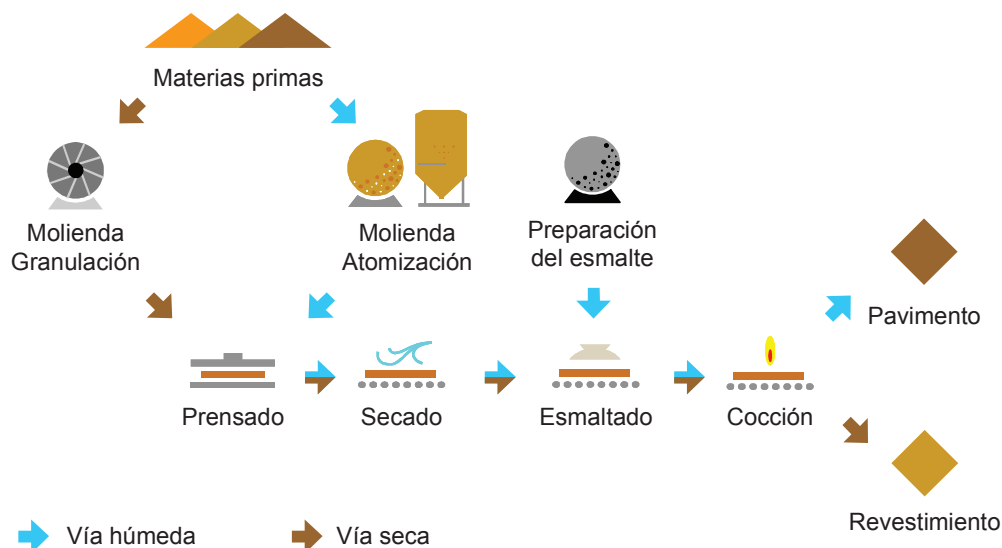 Materias primas
Molienda
Granulación
Molienda
Atomización
Preparación
del esmalte
Pavimento
Prensado
Secado
Esmaltado
Cocción
Revestimiento
Vía húmeda
Vía seca